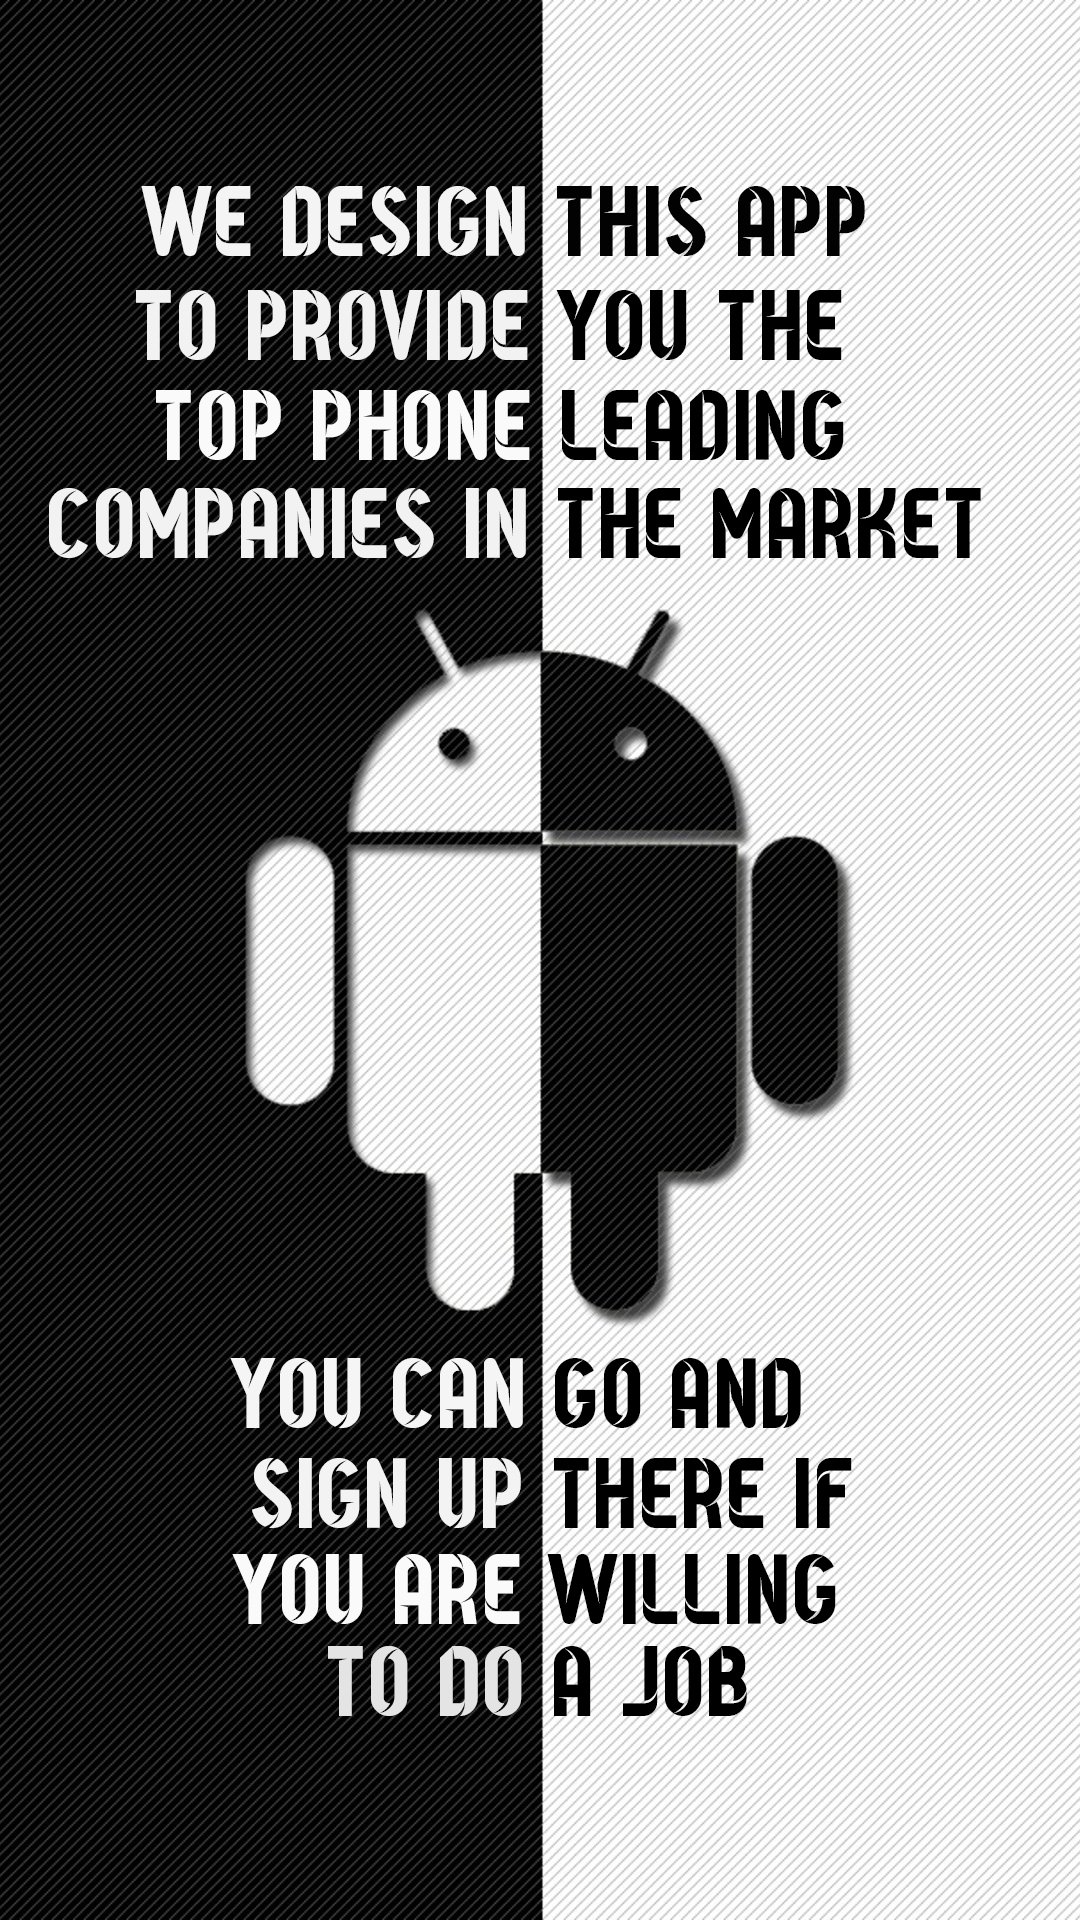 WE DESIGN THIS APP
TO PROVIDE YOU THE
TOP PHONE LEADING
COMPANIES IN THE MARKET
YOU CAN GO AND
SIGN UP THERE IF
YOU ARE WILLING
TO DO A JOB